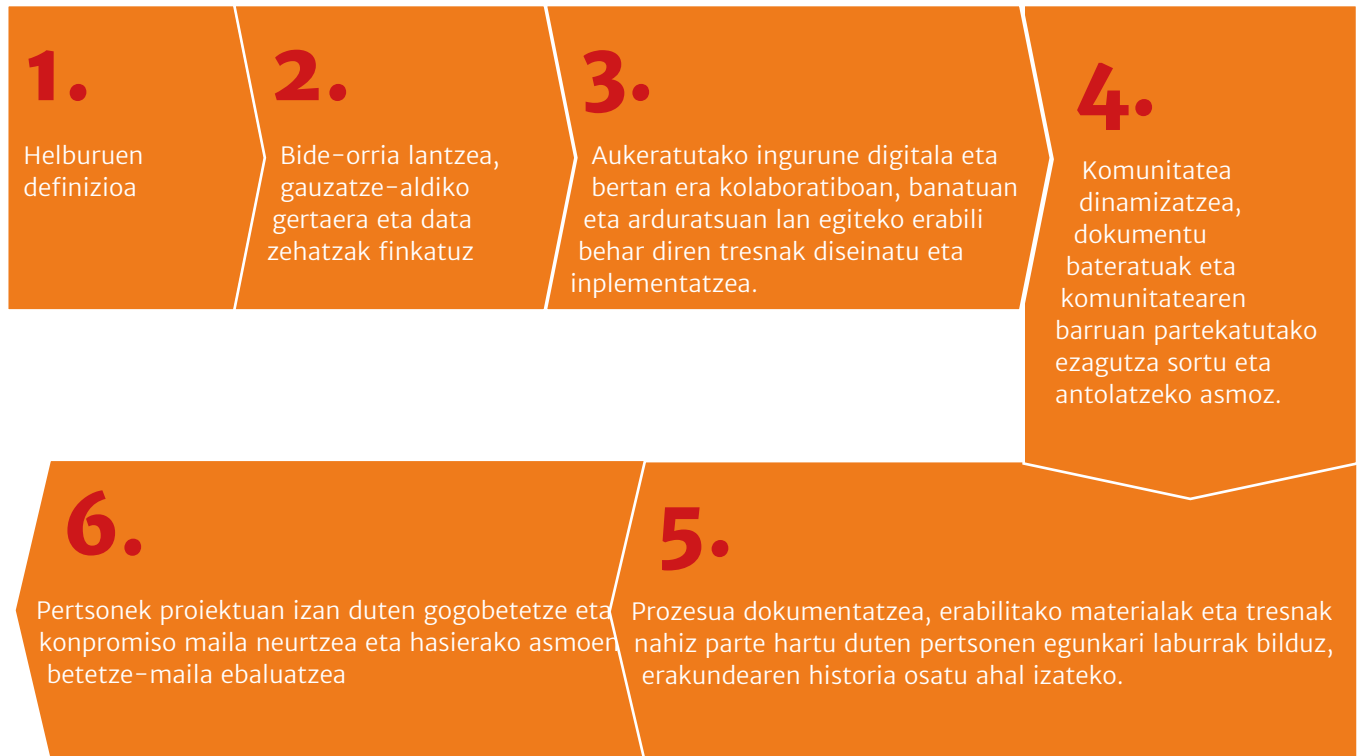 1.
Helburuen
definizioa
2.
Bide-orria lantzea,
gauzatze-aldiko
gertaera eta data
zehatzak finkatuz
3.
Aukeratutako ingurune digitala eta
bertan era kolaboratiboan, banatuan
eta arduratsuan lan egiteko erabili
behar diren tresnak diseinatu eta
inplementatzea.
4.
Komunitatea
dinamizatzea,
dokumentu
bateratuak eta
komunitatearen
barruan partekatutako
ezagutza sortu eta
antolatzeko asmoz.
5.
Prozesua dokumentatzea, erabilitako materialak eta tresnak
nahiz parte hartu duten pertsonen egunkari laburrak bilduz,
erakundearen historia osatu ahal izateko.
6.
Pertsonek proiektuan izan duten gogobetetze eta
konpromiso maila neurtzea eta hasierako asmoen
betetze-maila ebaluatzea